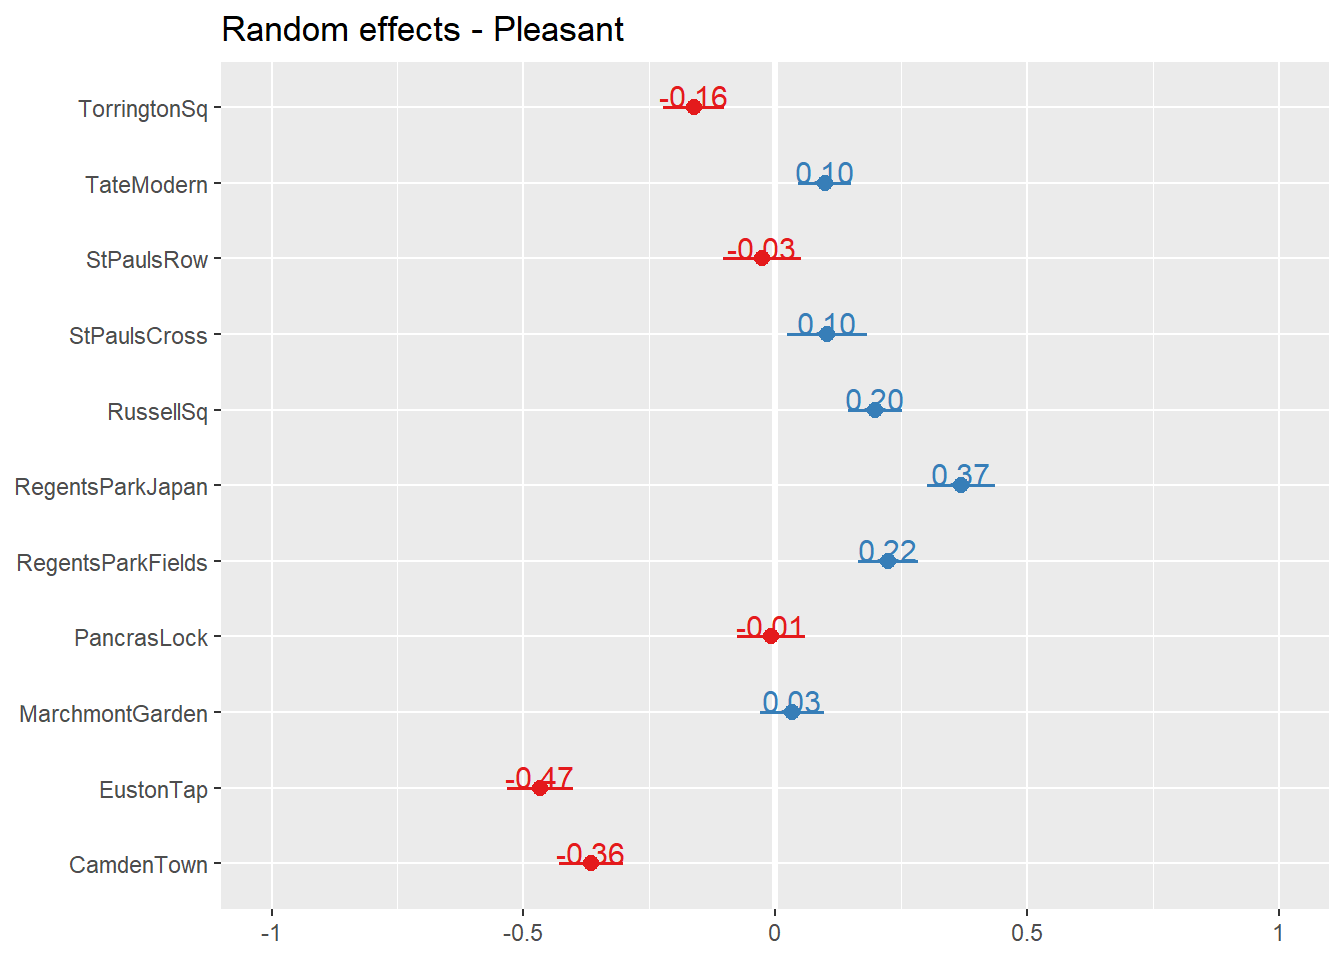 Random effects - Pleasant
TorringtonSq -0.16
TateModern 0.10
StPaulsRow -0.03
StPaulsCross 0.10
RussellSq 0.20
RegentsParkJapan 0.37
RegentsParkFields 0.22
PancrasLock -0.01
MarchmontGarden 0.03
EustonTap -0.47
CamdenTown -0.36
-1 -0.5 0 0.5 1